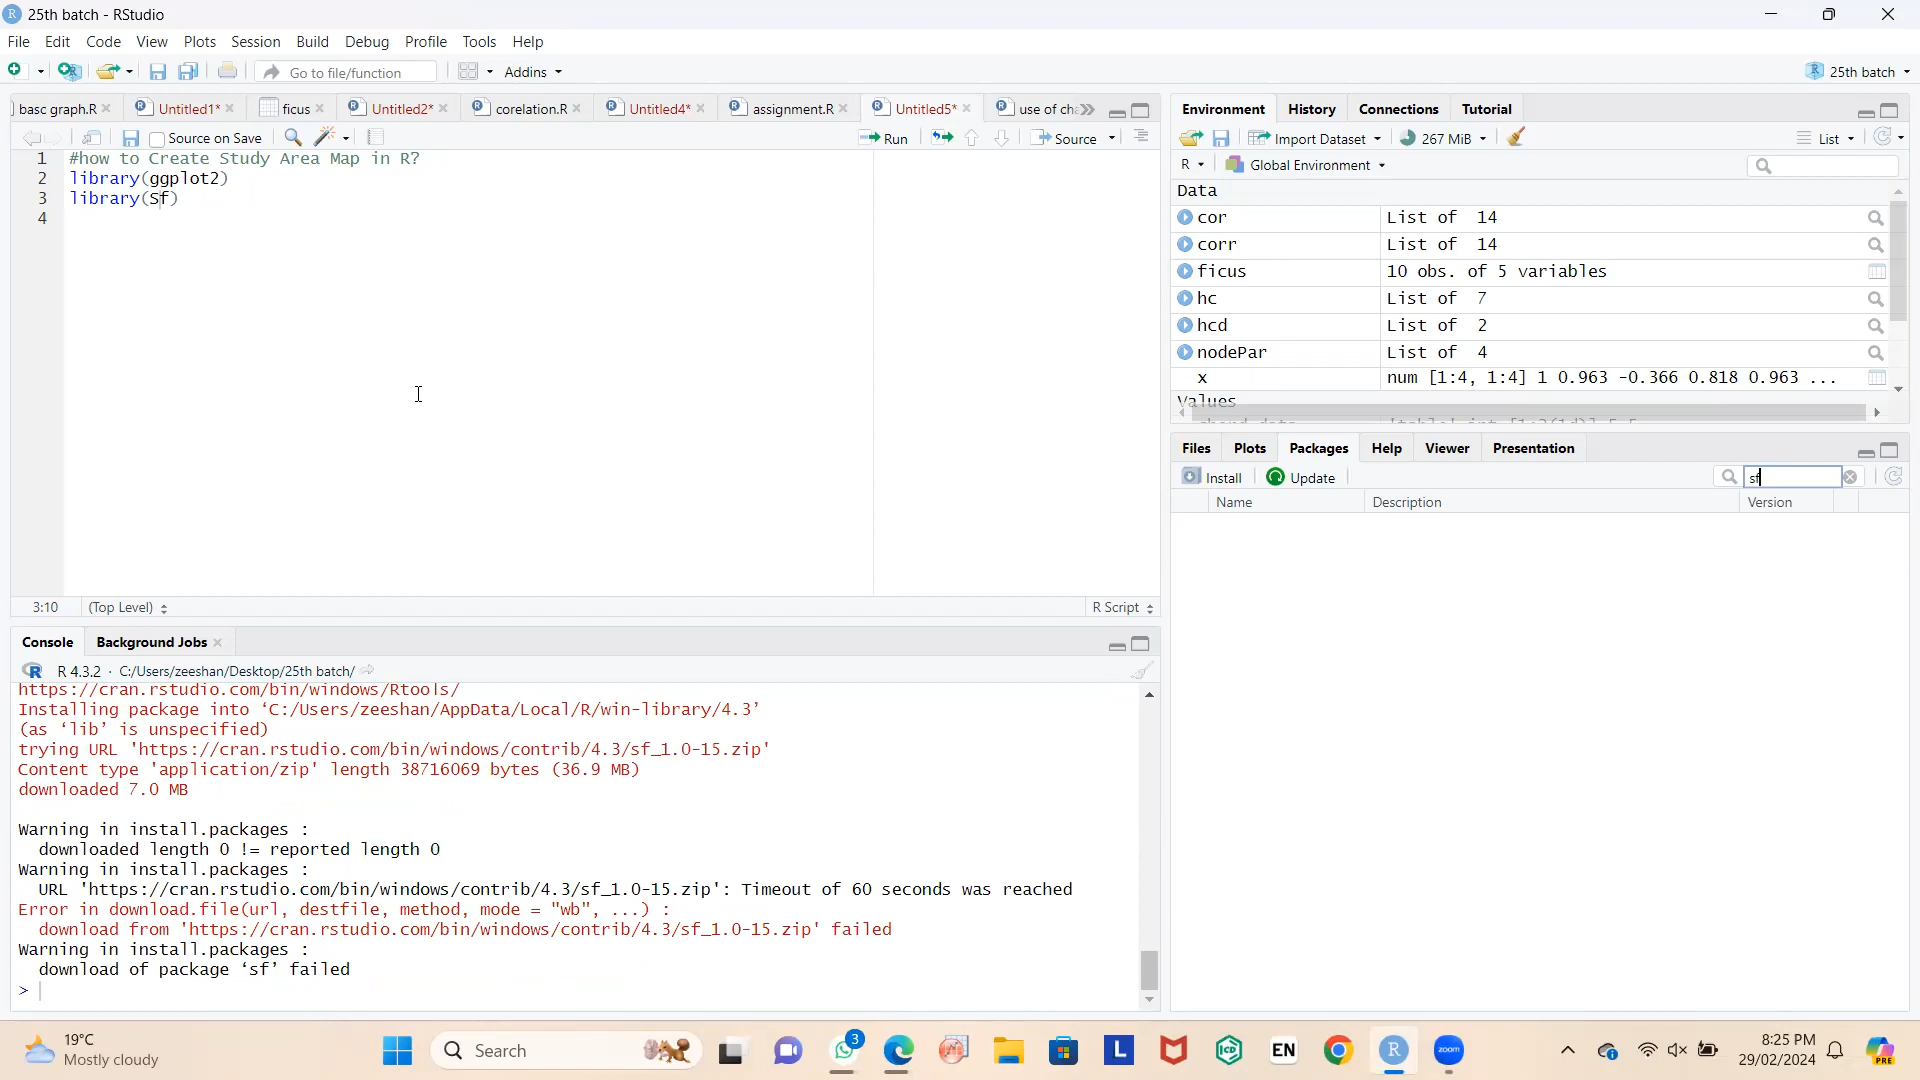 25th batch - RStudio
File Edit Code View Plots Session Build Debug Profile Tools Help
Go to file/function Addins 25th batch
basc graph.R Untitled1* ficus Untitled2* corelation.R Untitled4* assignment.R Untitled5* use of cha
Source on Save Run Source
1 #how to Create Study Area Map in R?
2 library(ggplot2)
3 library(Sf)
4
3:10 (Top Level) R Script
Console Background Jobs
R 4.3.2 · C:/Users/zeeshan/Desktop/25th batch/
https://cran.rstudio.com/bin/windows/Rtools/
Installing package into ‘C:/Users/zeeshan/AppData/Local/R/win-library/4.3’
(as ‘lib’ is unspecified)
trying URL 'https://cran.rstudio.com/bin/windows/contrib/4.3/sf_1.0-15.zip'
Content type 'application/zip' length 38716069 bytes (36.9 MB)
downloaded 7.0 MB
Warning in install.packages :
downloaded length 0 != reported length 0
Warning in install.packages :
URL 'https://cran.rstudio.com/bin/windows/contrib/4.3/sf_1.0-15.zip': Timeout of 60 seconds was reached
Error in download.file(url, destfile, method, mode = "wb", ...) :
download from 'https://cran.rstudio.com/bin/windows/contrib/4.3/sf_1.0-15.zip' failed
Warning in install.packages :
download of package ‘sf’ failed
>
Environment History Connections Tutorial
Import Dataset 267 MiB List
R Global Environment
Data
cor List of 14
corr List of 14
ficus 10 obs. of 5 variables
hc List of 7
hcd List of 2
nodePar List of 4
x num [1:4, 1:4] 1 0.963 -0.366 0.818 0.963 ...
Values
Files Plots Packages Help Viewer Presentation
Install Update sf
Name Description Version
19°C
Mostly cloudy
Search
3
L
ICD
EN
R
zoom
8:25 PM
29/02/2024
PRE